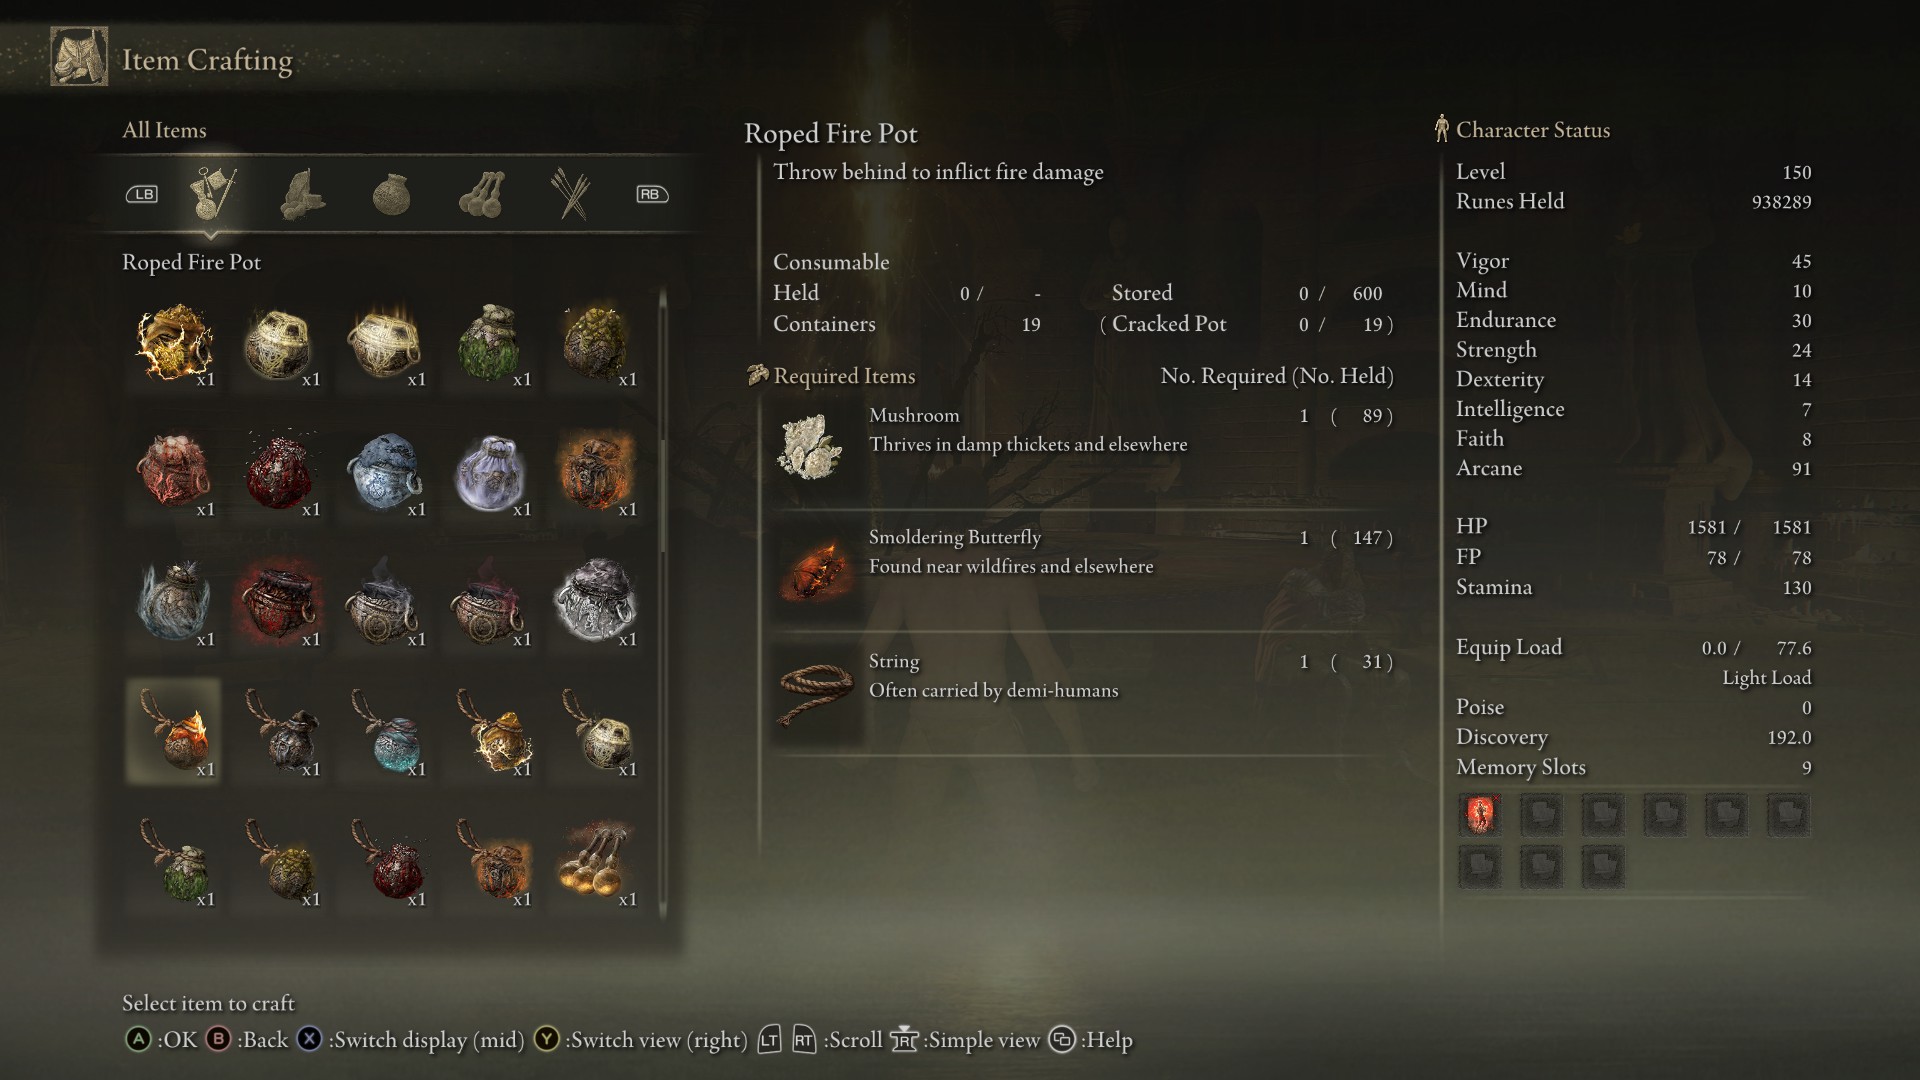 Item Crafting
All Items
LB RB
Roped Fire Pot
x1 x1 x1 x1 x1
x1 x1 x1 x1 x1
x1 x1 x1 x1 x1
x1 x1 x1 x1 x1
x1 x1 x1 x1 x1
Roped Fire Pot
Throw behind to inflict fire damage
Consumable
Held 0 / - Stored 0 / 600
Containers 19 ( Cracked Pot 0 / 19 )
Required Items No. Required (No. Held)
Mushroom 1 ( 89 )
Thrives in damp thickets and elsewhere
Smoldering Butterfly 1 ( 147 )
Found near wildfires and elsewhere
String 1 ( 31 )
Often carried by demi-humans
Character Status
Level 150
Runes Held 938289
Vigor 45
Mind 10
Endurance 30
Strength 24
Dexterity 14
Intelligence 7
Faith 8
Arcane 91
HP 1581 / 1581
FP 78 / 78
Stamina 130
Equip Load 0.0 / 77.6
Light Load
Poise 0
Discovery 192.0
Memory Slots 9
Select item to craft
A :OK B :Back X :Switch display (mid) Y :Switch view (right) LT RT :Scroll R :Simple view :Help